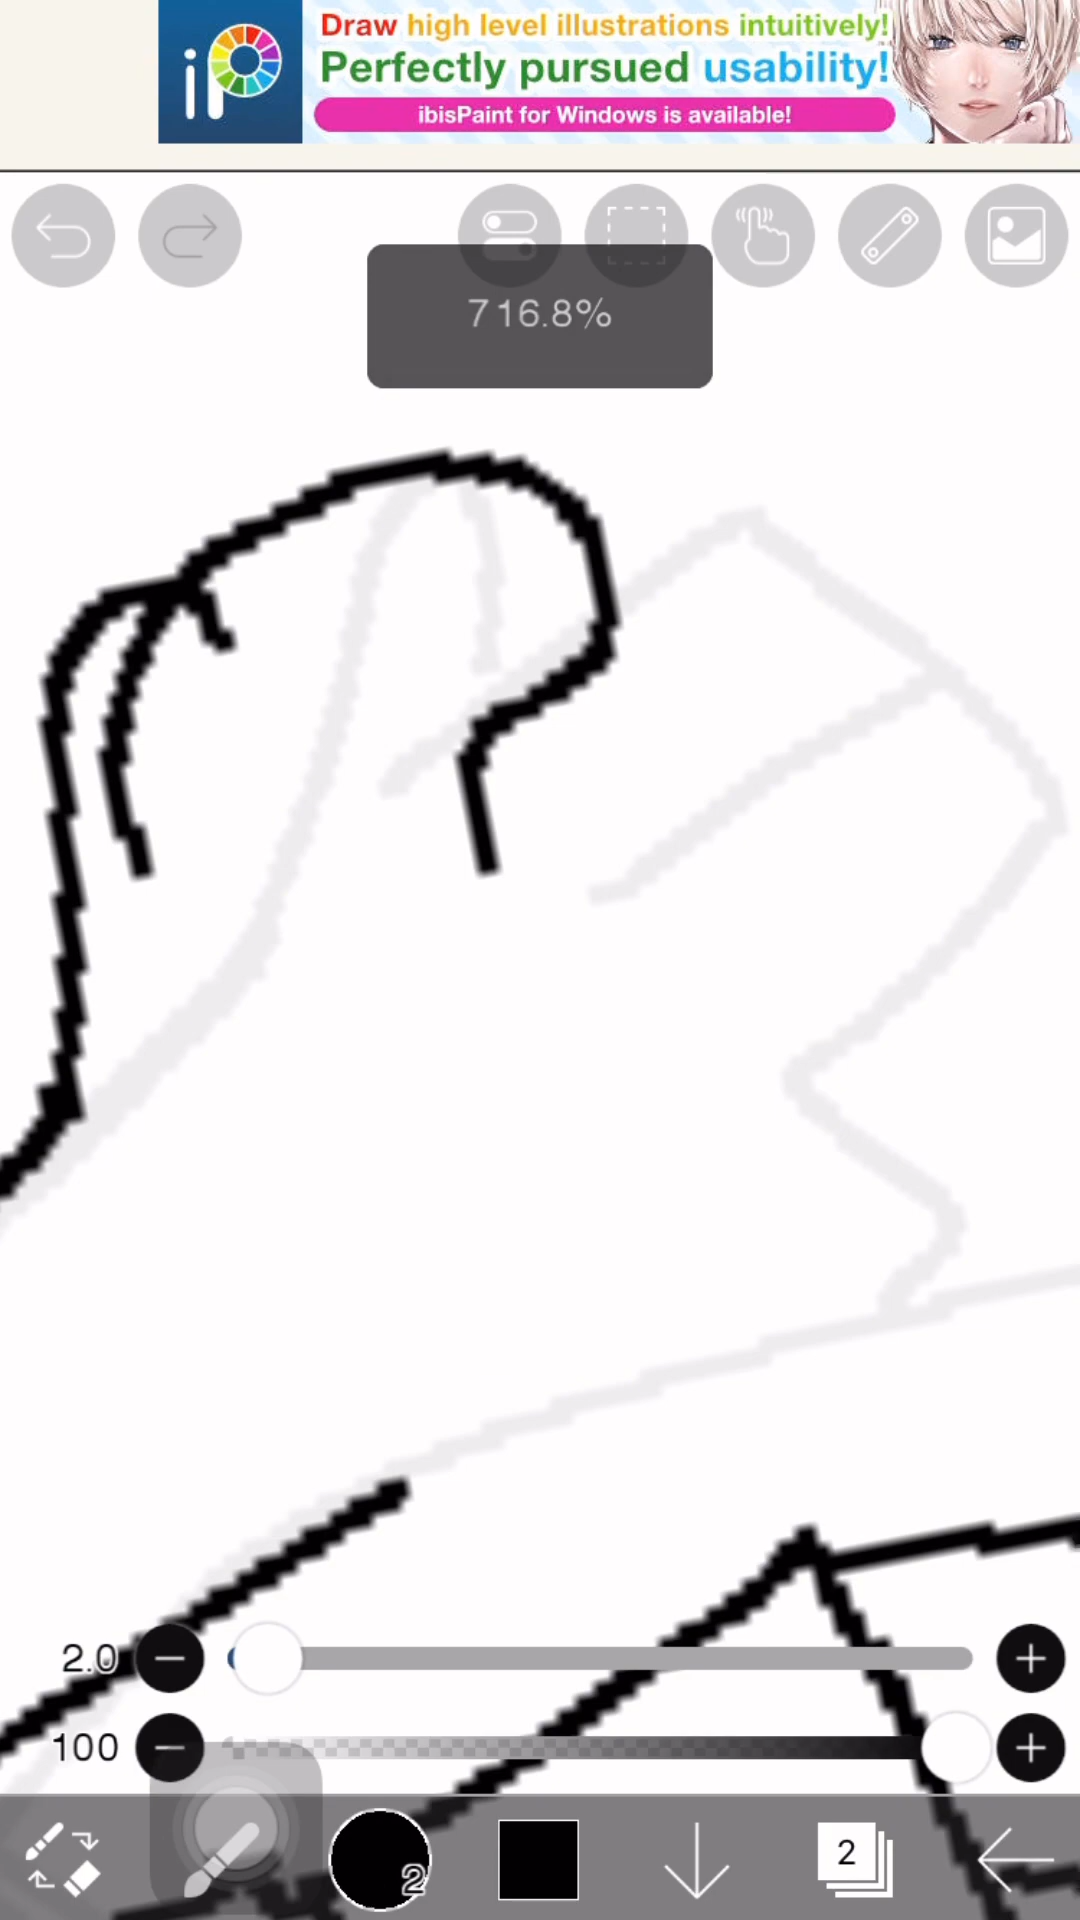 iP
Draw high level illustrations intuitively!
Perfectly pursued usability!
ibisPaint for Windows is available!
716.8%
2.0
100
2
2